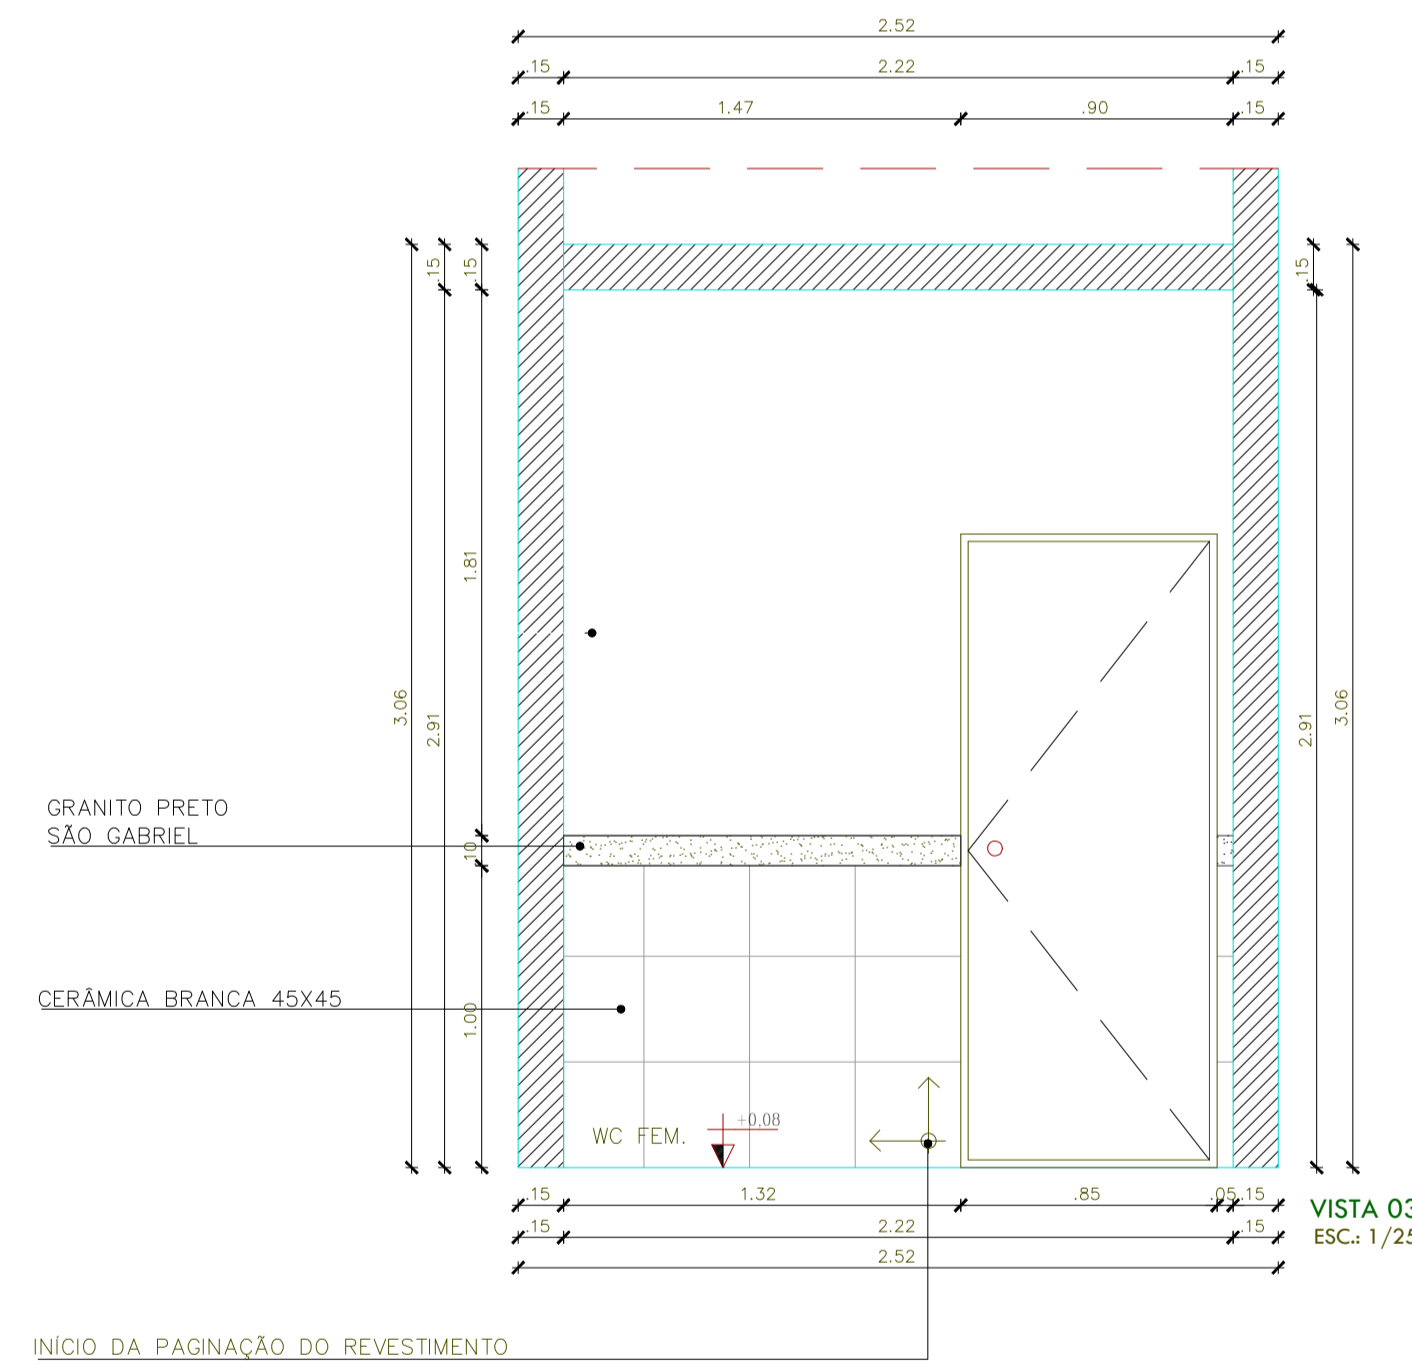 2.52
.15 2.22 .15
.15 1.47 .90 .15
.15 .15 .15
1.81
3.06 2.91 2.91 3.06
GRANITO PRETO
SÃO GABRIEL
.10
CERÂMICA BRANCA 45X45
1.00
+0,08
WC FEM.
.15 1.32 .85 .05 .15
VISTA 03
.15 2.22 .15
ESC.: 1/25
2.52
INÍCIO DA PAGINAÇÃO DO REVESTIMENTO